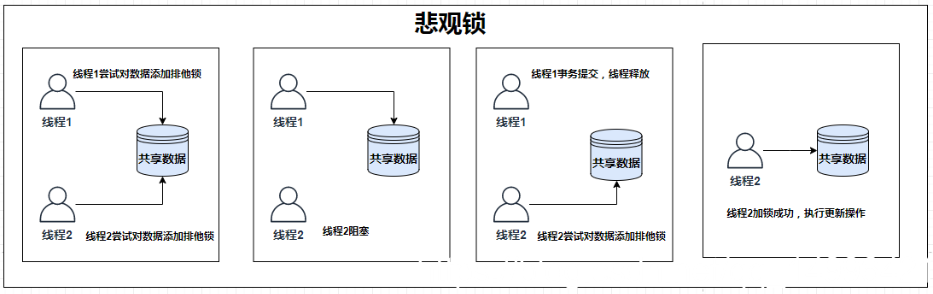 悲观锁
线程1尝试对数据添加排他锁
线程1
共享数据
线程2
线程2尝试对数据添加排他锁
线程1
共享数据
线程2
线程2阻塞
线程1事务提交，线程释放
线程1
共享数据
线程2
线程2尝试对数据添加排他锁
共享数据
线程2
线程2加锁成功，执行更新操作